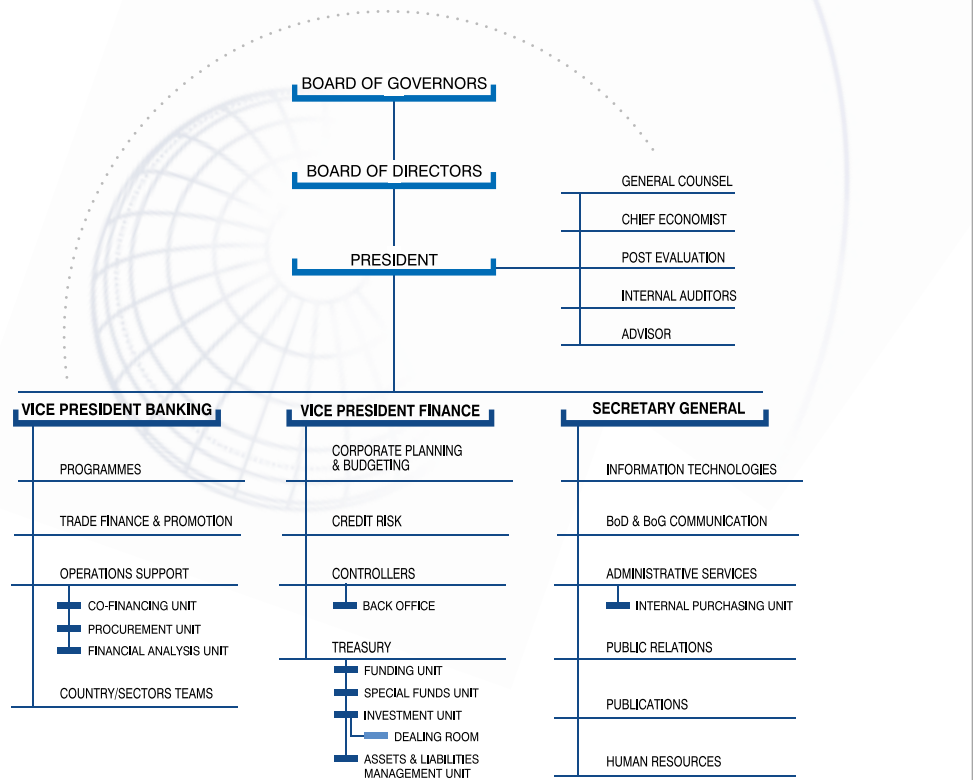 BOARD OF GOVERNORS
BOARD OF DIRECTORS
PRESIDENT
GENERAL COUNSEL
CHIEF ECONOMIST
POST EVALUATION
INTERNAL AUDITORS
ADVISOR
VICE PRESIDENT BANKING
PROGRAMMES
TRADE FINANCE & PROMOTION
OPERATIONS SUPPORT
CO-FINANCING UNIT
PROCUREMENT UNIT
FINANCIAL ANALYSIS UNIT
COUNTRY/SECTORS TEAMS
VICE PRESIDENT FINANCE
CORPORATE PLANNING
& BUDGETING
CREDIT RISK
CONTROLLERS
BACK OFFICE
TREASURY
FUNDING UNIT
SPECIAL FUNDS UNIT
INVESTMENT UNIT
DEALING ROOM
ASSETS & LIABILITIES
MANAGEMENT UNIT
SECRETARY GENERAL
INFORMATION TECHNOLOGIES
BoD & BoG COMMUNICATION
ADMINISTRATIVE SERVICES
INTERNAL PURCHASING UNIT
PUBLIC RELATIONS
PUBLICATIONS
HUMAN RESOURCES